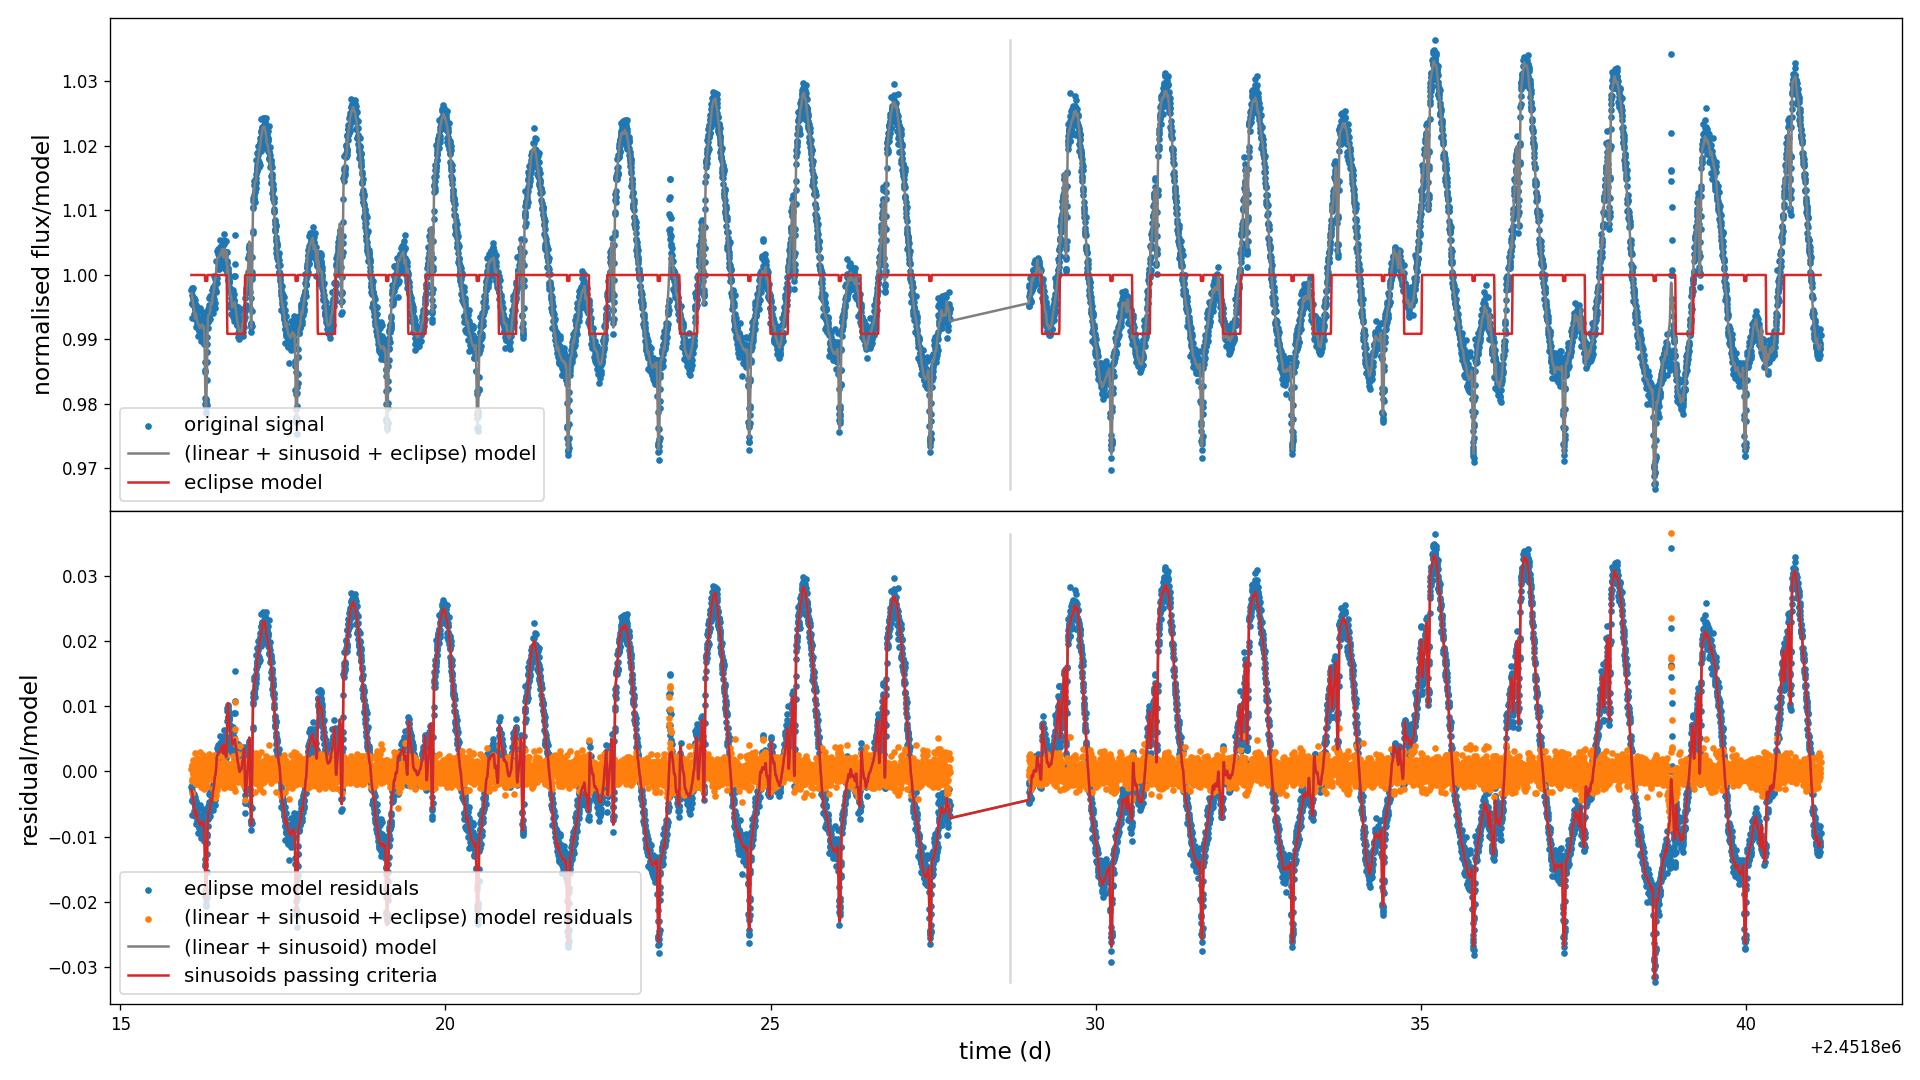 normalised flux/model
1.03
1.02
1.01
1.00
0.99
0.98
0.97
original signal
(linear + sinusoid + eclipse) model
eclipse model
residual/model
0.03
0.02
0.01
0.00
−0.01
−0.02
−0.03
eclipse model residuals
(linear + sinusoid + eclipse) model residuals
(linear + sinusoid) model
sinusoids passing criteria
15
20
25
30
35
40
time (d)
+2.4518e6